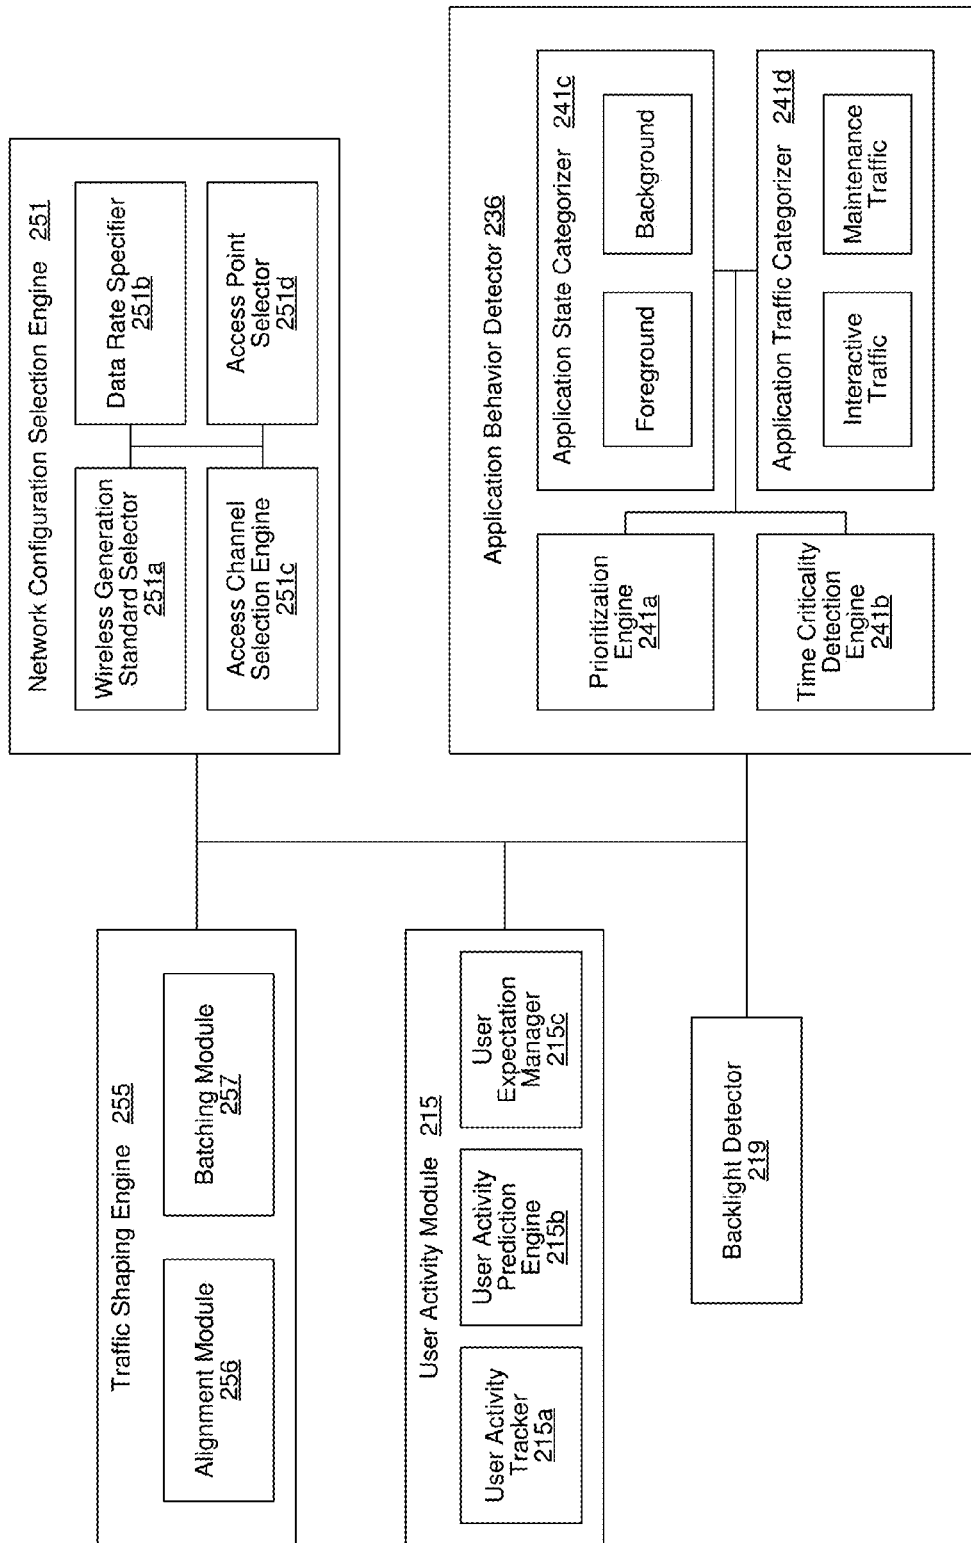 Traffic Shaping Engine 255
Alignment Module
256
Batching Module
257
Network Configuration Selection Engine 251
Wireless Generation
Standard Selector
251a
Data Rate Specifier
251b
Access Channel
Selection Engine
251c
Access Point
Selector
251d
User Activity Module 215
User Activity
Tracker
215a
User Activity
Prediction
Engine
215b
User
Expectation
Manager
215c
Backlight Detector
219
Application Behavior Detector 236
Prioritization
Engine
241a
Time Criticality
Detection
Engine
241b
Application State Categorizer 241c
Foreground
Background
Application Traffic Categorizer 241d
Interactive
Traffic
Maintenance
Traffic